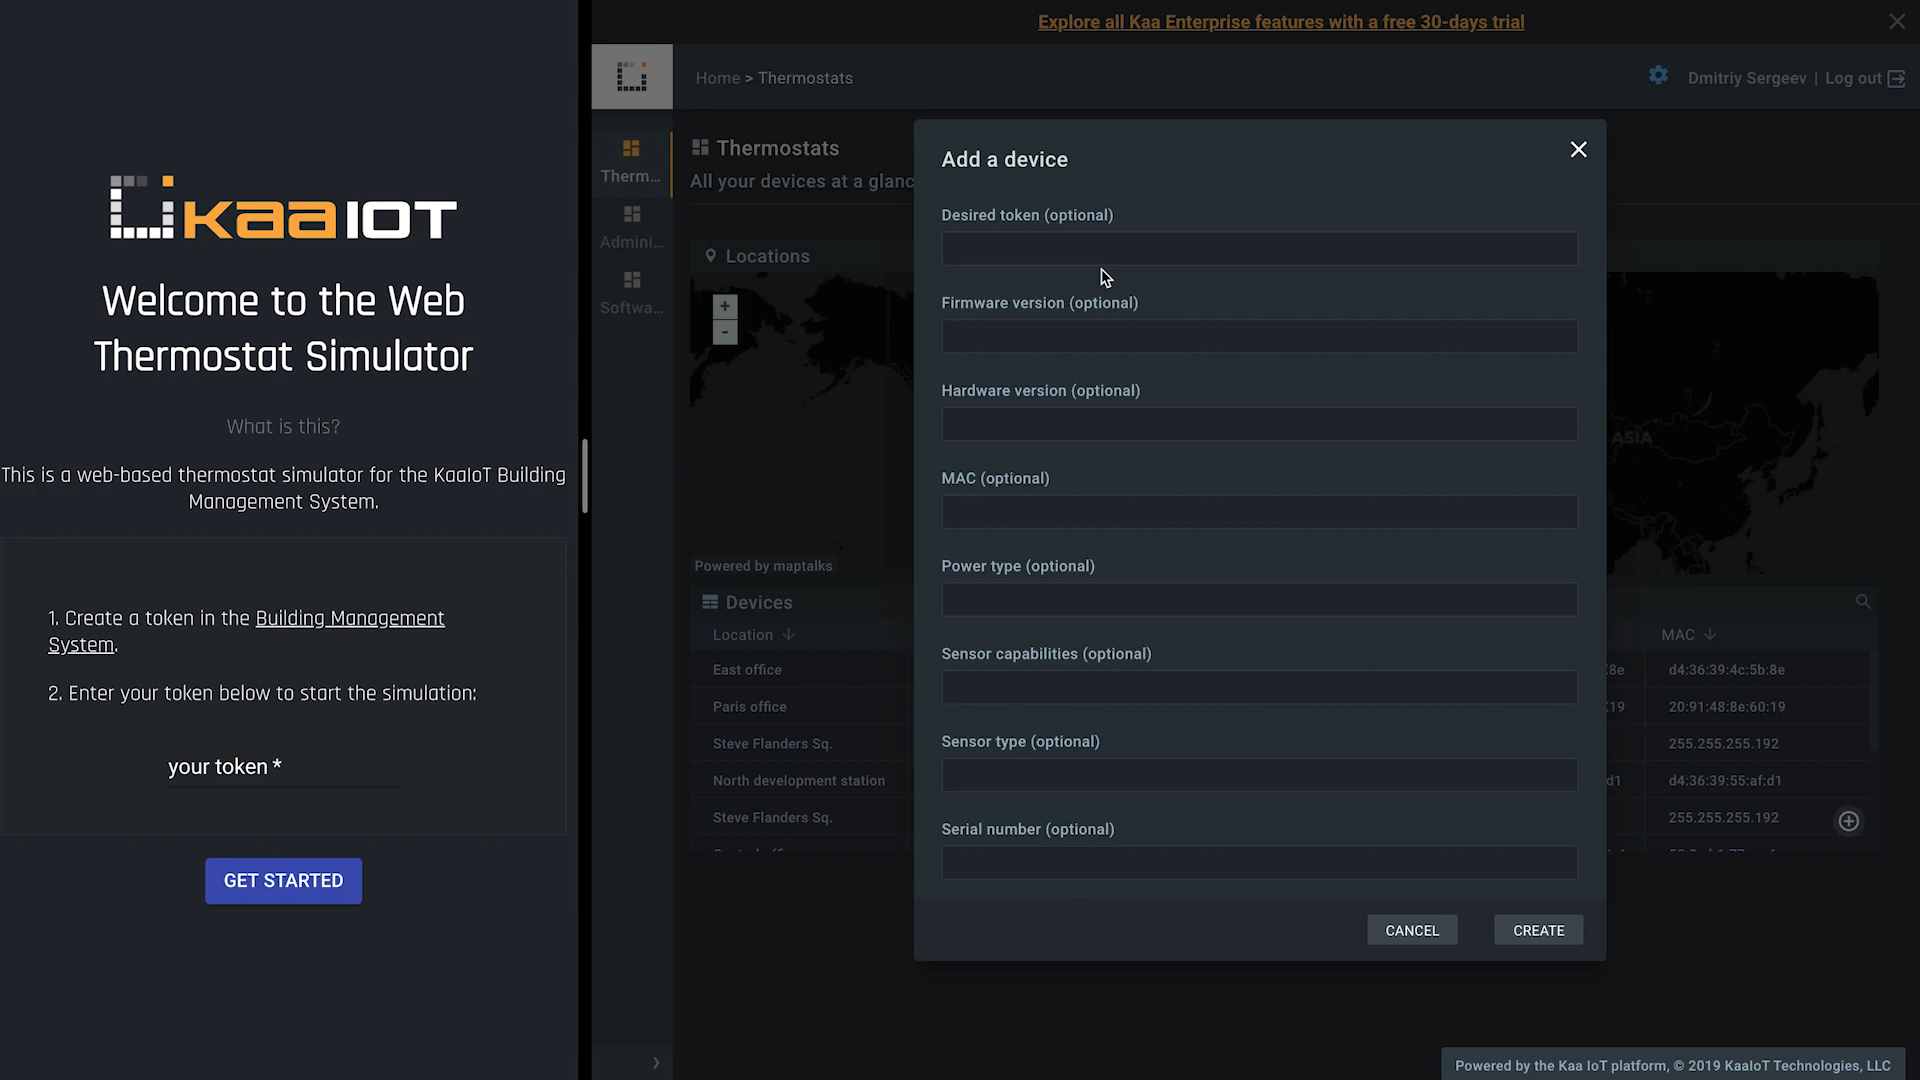 KaaIOT
Welcome to the Web
Thermostat Simulator
What is this?
This is a web-based thermostat simulator for the KaaIoT Building
Management System.
1. Create a token in the Building Management
System.
2. Enter your token below to start the simulation:
your token *
GET STARTED
Explore all Kaa Enterprise features with a free 30-days trial
Home > Thermostats
Dmitriy Sergeev | Log out
Therm...
Admini...
Softwa...
Thermostats
All your devices at a glanc
Locations
+
-
ASIA
Powered by maptalks
Devices
Location
MAC
East office
:8e
d4:36:39:4c:5b:8e
Paris office
:19
20:91:48:8e:60:19
Steve Flanders Sq.
255.255.255.192
North development station
d1
d4:36:39:55:af:d1
Steve Flanders Sq.
255.255.255.192
Add a device
Desired token (optional)
Firmware version (optional)
Hardware version (optional)
MAC (optional)
Power type (optional)
Sensor capabilities (optional)
Sensor type (optional)
Serial number (optional)
CANCEL
CREATE
Powered by the Kaa IoT platform, © 2019 KaaIoT Technologies, LLC